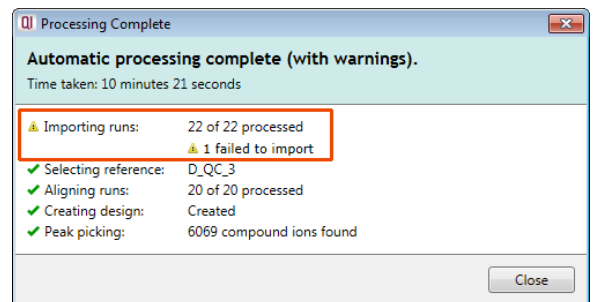 QI Processing Complete
Automatic processing complete (with warnings).
Time taken: 10 minutes 21 seconds
Importing runs: 22 of 22 processed
1 failed to import
Selecting reference: D_QC_3
Aligning runs: 20 of 20 processed
Creating design: Created
Peak picking: 6069 compound ions found
Close